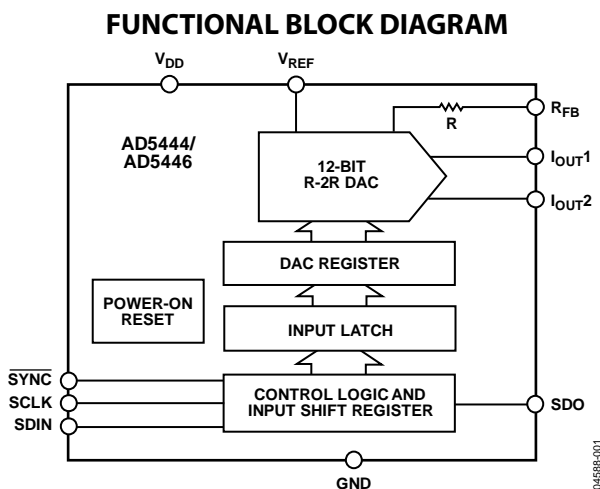 FUNCTIONAL BLOCK DIAGRAM
VDD
VREF
RFB
R
AD5444/
AD5446
12-BIT
R-2R DAC
IOUT1
IOUT2
DAC REGISTER
POWER-ON
RESET
INPUT LATCH
SYNC
SCLK
SDIN
CONTROL LOGIC AND
INPUT SHIFT REGISTER
SDO
GND
04588-001